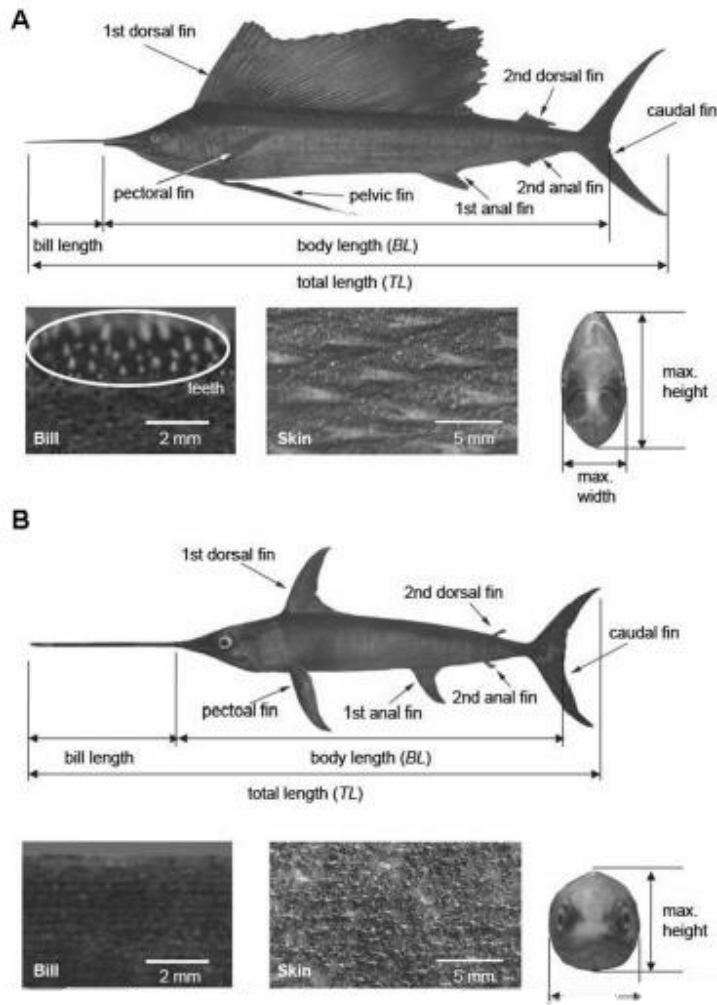 A
1st dorsal fin
2nd dorsal fin
caudal fin
pectoral fin
pelvic fin
1st anal fin
2nd anal fin
bill length
body length (BL)
total length (TL)
teeth
Bill
2 mm
Skin
5 mm
max.
height
max.
width
B
1st dorsal fin
2nd dorsal fin
caudal fin
pectoal fin
1st anal fin
2nd anal fin
bill length
body length (BL)
total length (TL)
Bill
2 mm
Skin
5 mm
max.
height